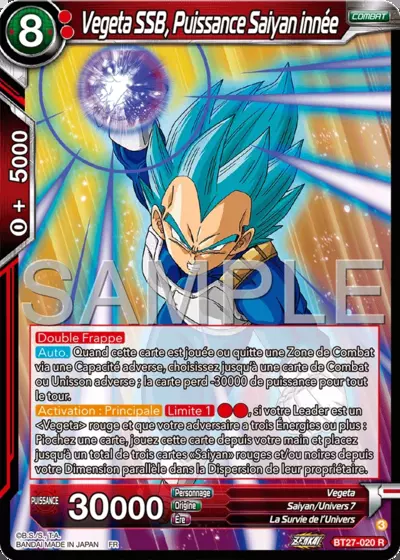 8
Vegeta SSB, Puissance Saiyan innée
COMBAT
0 + 5000
SAMPLE
Double Frappe
Auto. Quand cette carte est jouée ou quitte une Zone de Combat
via une Capacité adverse, choisissez jusqu'à une carte de Combat
ou Unisson adverse ; la carte perd -30000 de puissance pour tout
le tour.
Activation : Principale Limite 1 , si votre Leader est un
<Vegeta> rouge et que votre adversaire a trois Énergies ou plus :
Piochez une carte, jouez cette carte depuis votre main et placez
jusqu'à un total de trois cartes «Saiyan» rouges et/ou noires depuis
votre Dimension parallèle dans la Dispersion de leur propriétaire.
3
PUISSANCE 30000
Personnage Vegeta
Origine Saiyan/Univers 7
Ère La Survie de l'Univers
©B.S./S., T.A.
BANDAI MADE IN JAPAN FR
BT27-020 R